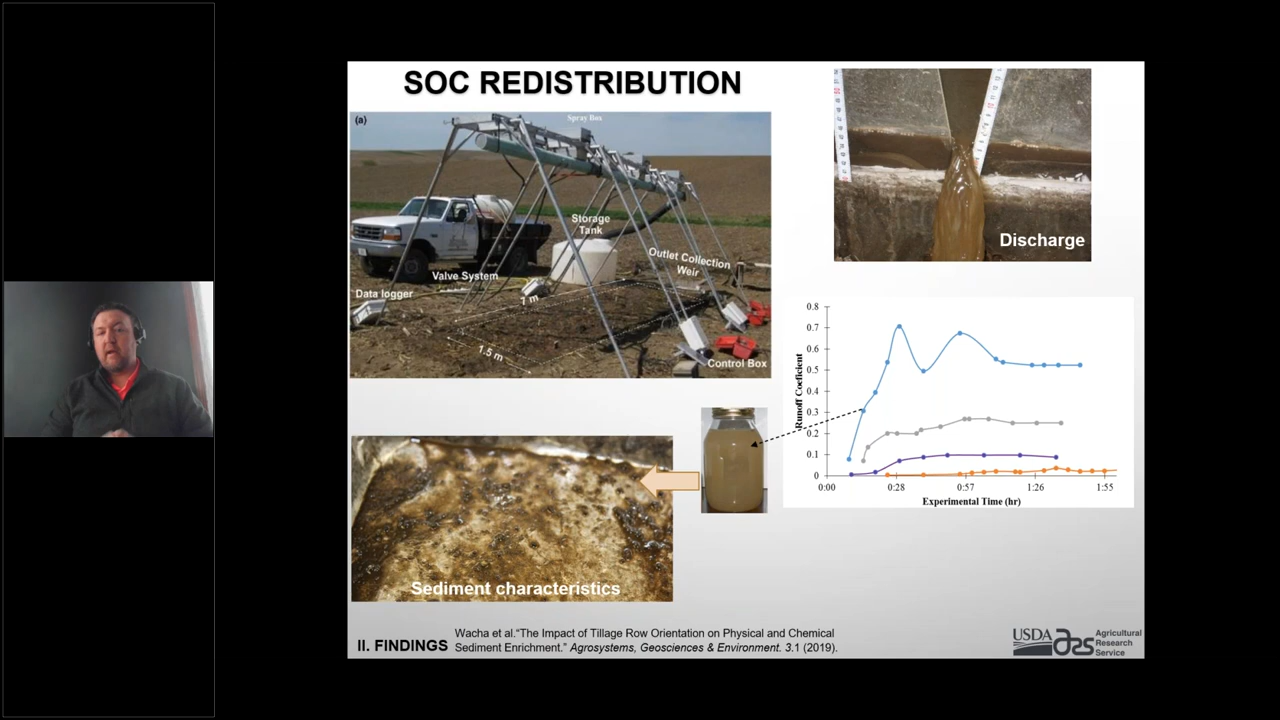 SOC REDISTRIBUTION
(a)
Spray Box
Storage
Tank
Outlet Collection
Weir
Valve System
Data logger
1 m
1.5 m
Control Box
Discharge
0.8
0.7
0.6
0.5
0.4
0.3
0.2
0.1
0
Runoff Coeficient
0:00 0:28 0:57 1:26 1:55
Experimental Time (hr)
Sediment characteristics
II. FINDINGS
Wacha et al.“The Impact of Tillage Row Orientation on Physical and Chemical
Sediment Enrichment.” Agrosystems, Geosciences & Environment. 3.1 (2019).
USDA ars
Agricultural
Research
Service